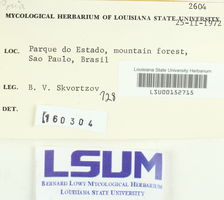 2604
MYCOLOGICAL HERBARIUM OF LOUISIANA STATE UNIVERSITY
25-II-1972
LOC. Parque do Estado, mountain forest,
Sao Paulo, Brasil
Louisiana State University Herbarium
LEG. B. V. Skvortzov
728
DET.
160304
LSUM
BERNARD LOWY MYCOLOGICAL HERBARIUM
LOUISIANA STATE UNIVERSITY